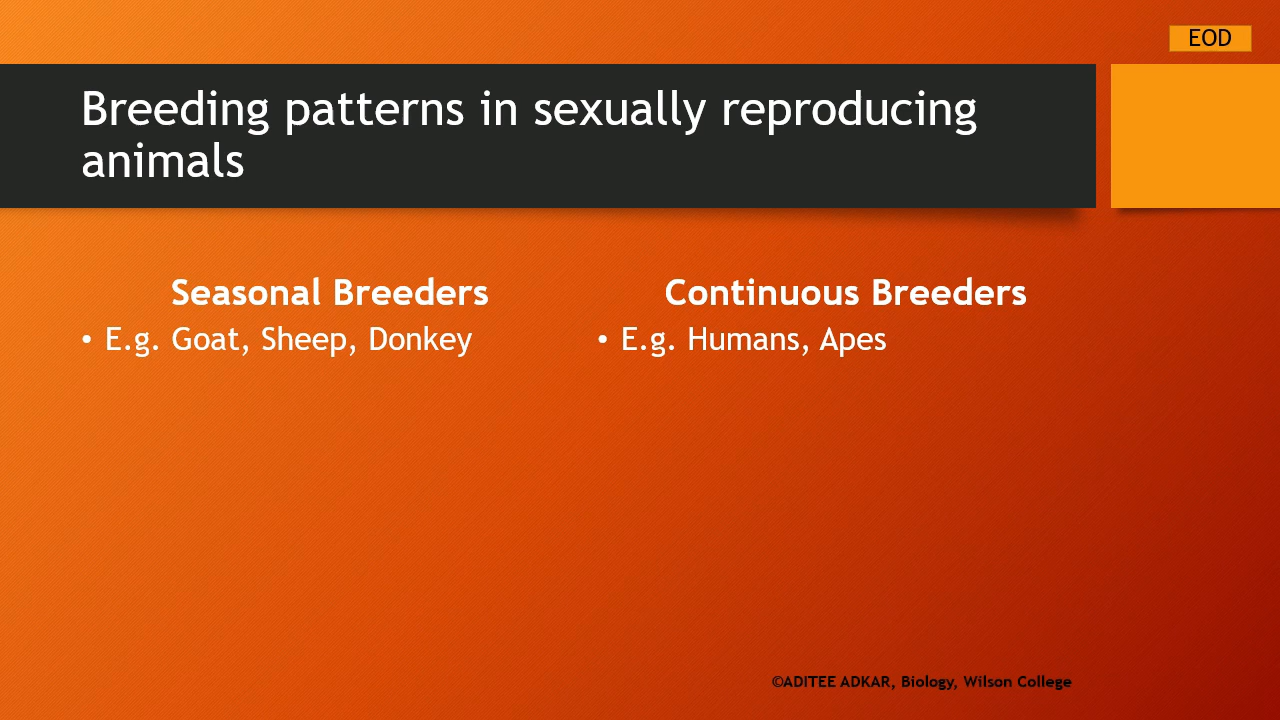 EOD
Breeding patterns in sexually reproducing
animals
Seasonal Breeders
• E.g. Goat, Sheep, Donkey
Continuous Breeders
• E.g. Humans, Apes
©ADITEE ADKAR, Biology, Wilson College